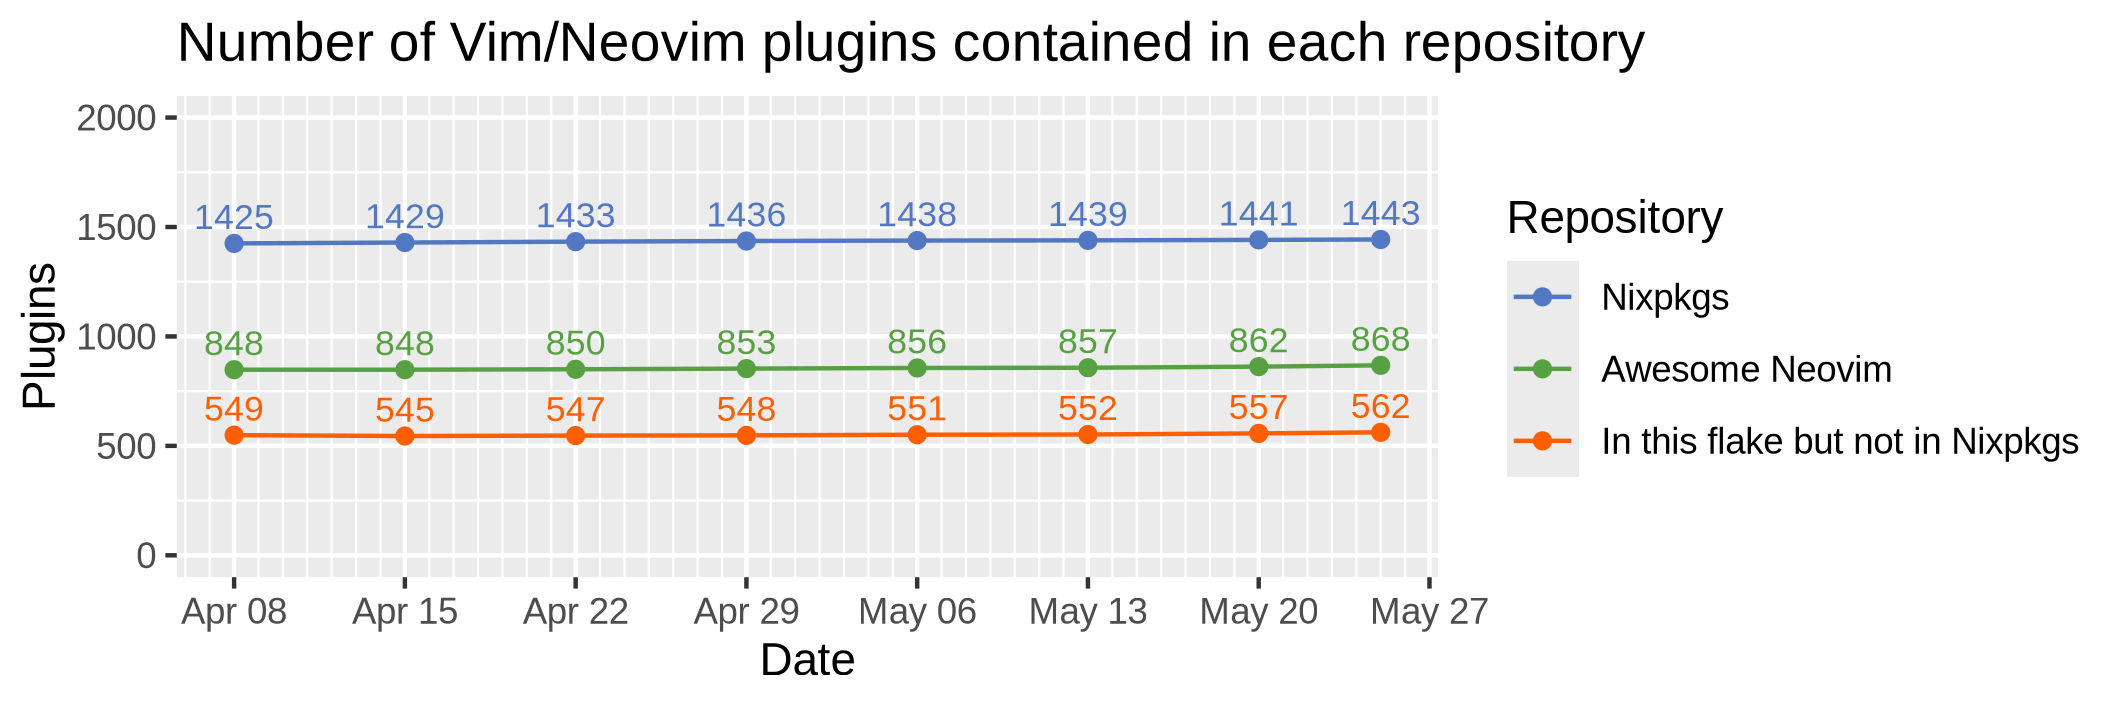 Number of Vim/Neovim plugins contained in each repository
Plugins
2000
1500
1000
500
0
1425 1429 1433 1436 1438 1439 1441 1443
848 848 850 853 856 857 862 868
549 545 547 548 551 552 557 562
Apr 08 Apr 15 Apr 22 Apr 29 May 06 May 13 May 20 May 27
Date
Repository
Nixpkgs
Awesome Neovim
In this flake but not in Nixpkgs